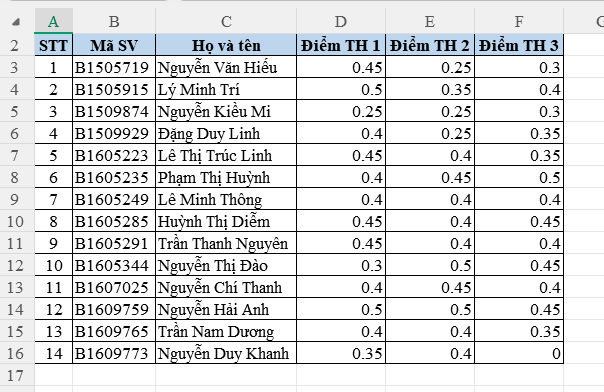 A B C D E F G
2 STT Mã SV Họ và tên Điểm TH 1 Điểm TH 2 Điểm TH 3
3 1 B1505719 Nguyễn Văn Hiếu 0.45 0.25 0.3
4 2 B1505915 Lý Minh Trí 0.5 0.35 0.4
5 3 B1509874 Nguyễn Kiều Mi 0.25 0.25 0.3
6 4 B1509929 Đặng Duy Linh 0.4 0.25 0.35
7 5 B1605223 Lê Thị Trúc Linh 0.45 0.4 0.35
8 6 B1605235 Phạm Thị Huỳnh 0.4 0.45 0.5
9 7 B1605249 Lê Minh Thông 0.4 0.4 0.4
10 8 B1605285 Huỳnh Thị Diễm 0.45 0.4 0.45
11 9 B1605291 Trần Thanh Nguyên 0.45 0.4 0.4
12 10 B1605344 Nguyễn Thị Đào 0.3 0.5 0.45
13 11 B1607025 Nguyễn Chí Thanh 0.4 0.45 0.4
14 12 B1609759 Nguyễn Hải Anh 0.5 0.5 0.45
15 13 B1609765 Trần Nam Dương 0.4 0.4 0.35
16 14 B1609773 Nguyễn Duy Khanh 0.35 0.4 0
17